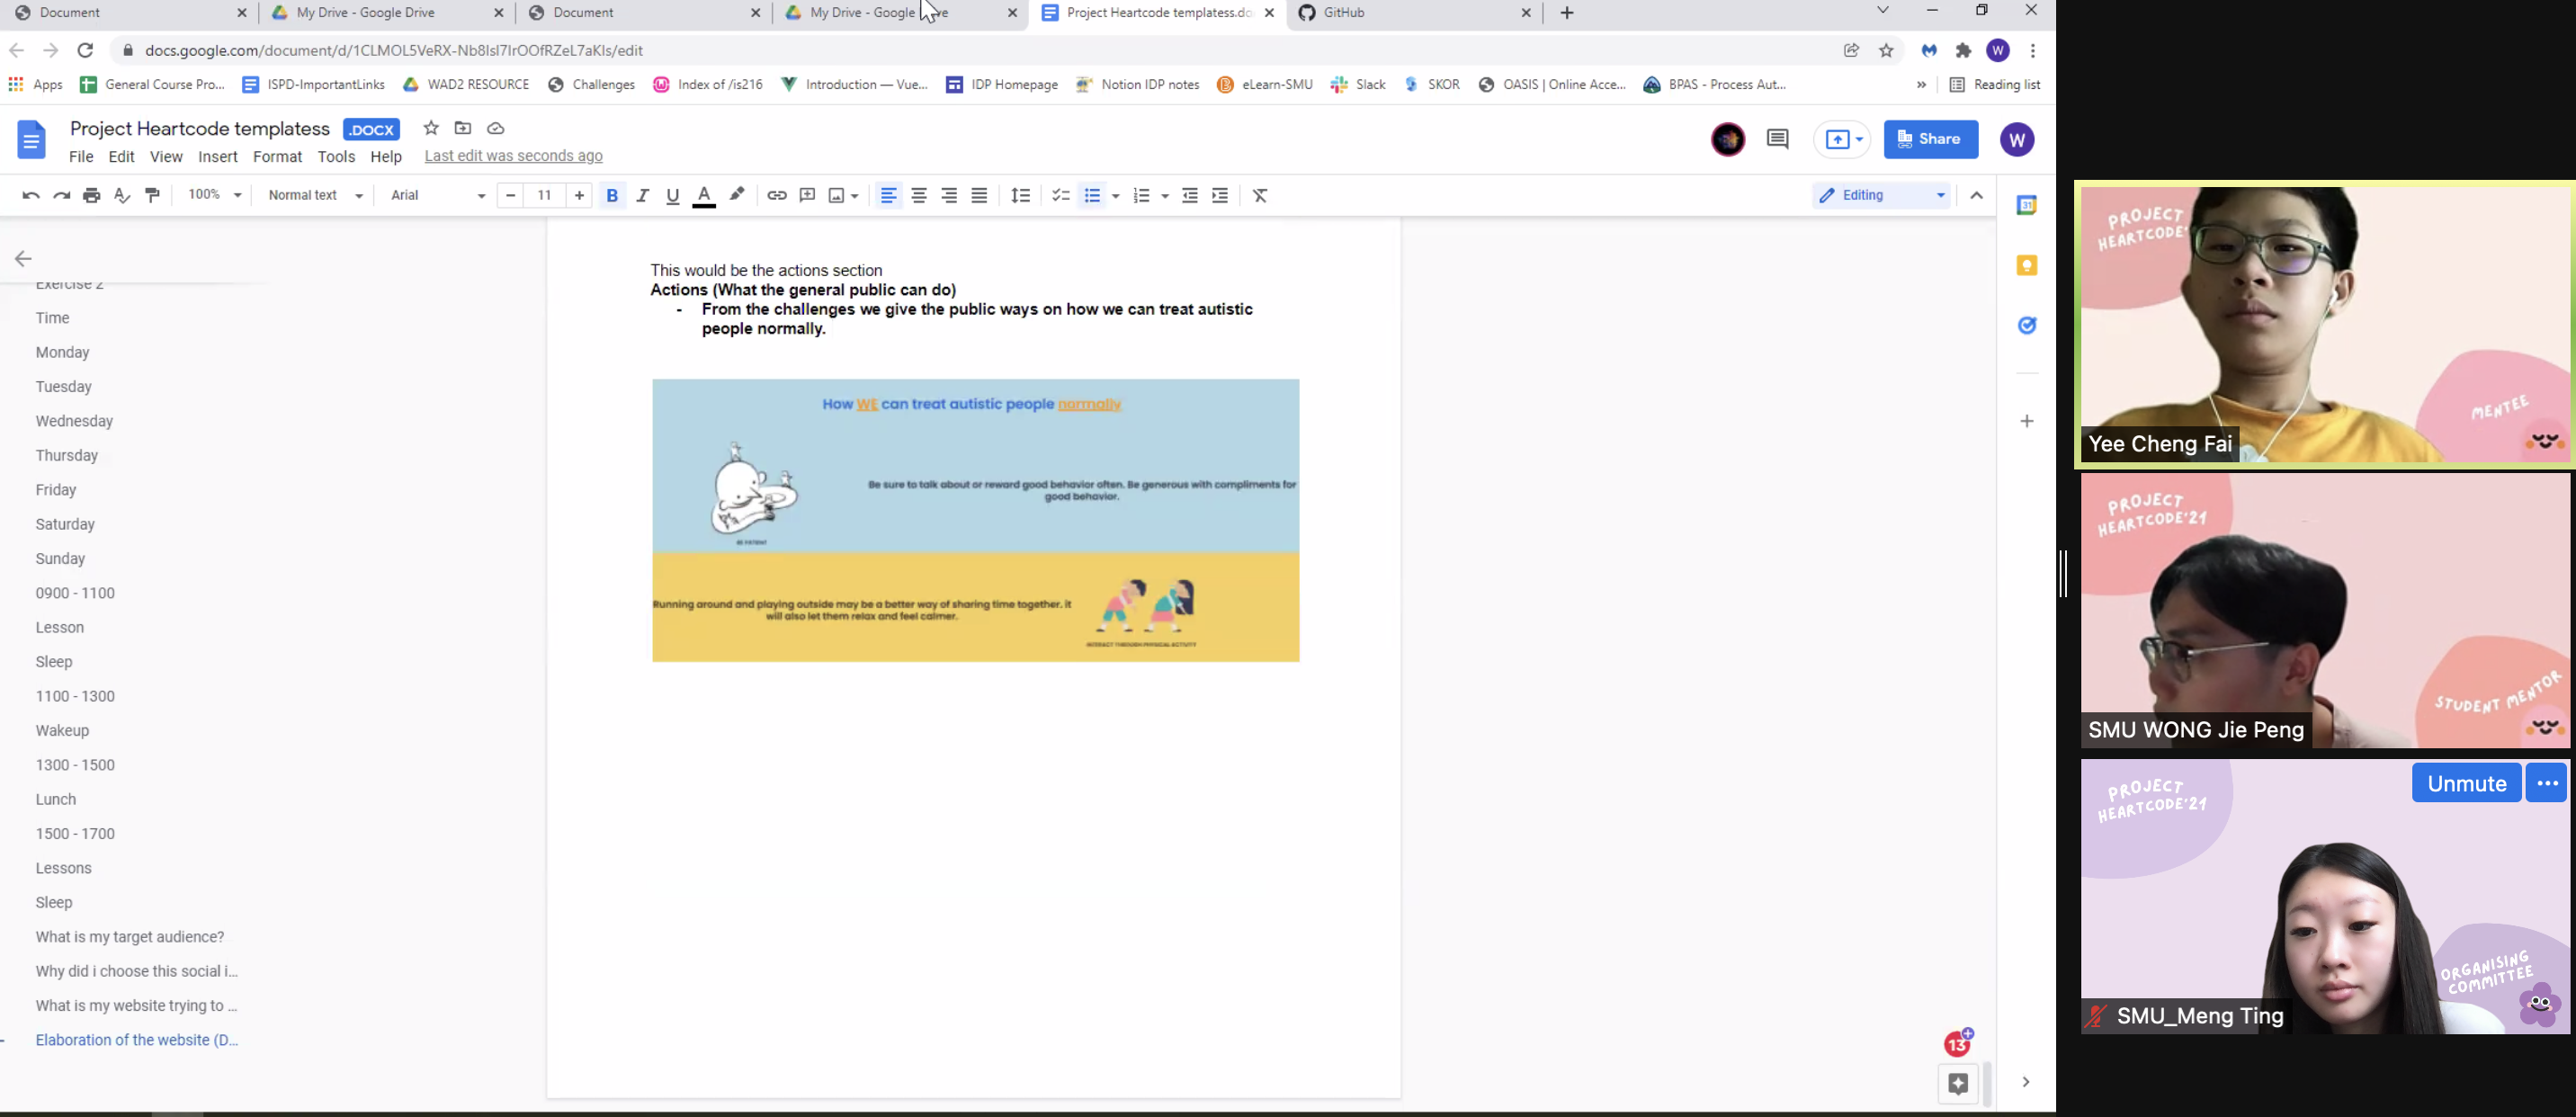 Document
My Drive - Google Drive
Document
My Drive - Google
ve
Project Heartcode templatess.do
GitHub
docs.google.com/document/d/1CLMOL5VeRX-Nb8IsI7IrOOfRZeL7aKIs/edit
Apps
General Course Pro...
ISPD-ImportantLinks
WAD2 RESOURCE
Challenges
Index of /is216
Introduction — Vue...
IDP Homepage
Notion IDP notes
eLearn-SMU
Slack
SKOR
OASIS | Online Acce...
BPAS - Process Aut...
»
Reading list
Project Heartcode templatess
.DOCX
File
Edit
View
Insert
Format
Tools
Help
Last edit was seconds ago
Share
W
W
100%
Normal text
Arial
11
B
I
U
A
Editing
31
Exercise 2
Time
Monday
Tuesday
Wednesday
Thursday
Friday
Saturday
Sunday
0900 - 1100
Lesson
Sleep
1100 - 1300
Wakeup
1300 - 1500
Lunch
1500 - 1700
Lessons
Sleep
What is my target audience?
Why did i choose this social i...
What is my website trying to ...
Elaboration of the website (D...
This would be the actions section
Actions (What the general public can do)
- From the challenges we give the public ways on how we can treat autistic
people normally.
How WE can treat autistic people normally
Be sure to talk about or reward good behavior often. Be generous with compliments for
good behavior.
BE PATIENT
Running around and playing outside may be a better way of sharing time together. it
will also let them relax and feel calmer.
INTERACT THROUGH PHYSICAL ACTIVITY
13
PROJECT
HEARTCODE'
MENTEE
Yee Cheng Fai
PROJECT
HEARTCODE'21
STUDENT MENTOR
SMU WONG Jie Peng
PROJECT
HEARTCODE'21
Unmute
ORGANISING
COMMITTEE
SMU_Meng Ting